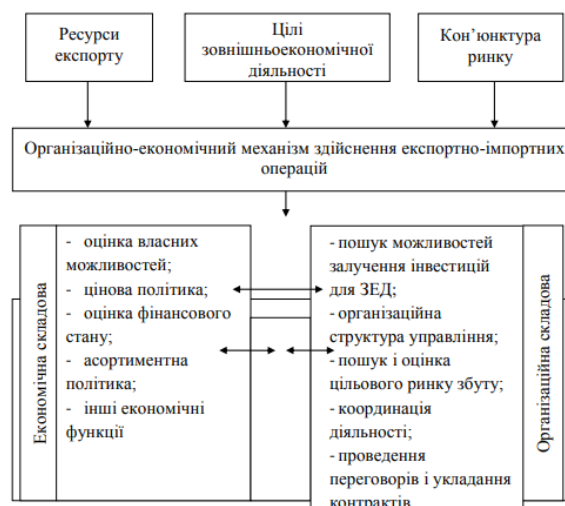 Ресурси
експорту
Цілі
зовнішньоекономічної
діяльності
Кон’юнктура
ринку
Організаційно-економічний механізм здійснення експортно-імпортних
операцій
Економічна складова
- оцінка власних
можливостей;
- цінова політика;
- оцінка фінансового
стану;
- асортиментна
політика;
- інші економічні
функції
- пошук можливостей
залучення інвестицій
для ЗЕД;
- організаційна
структура управління;
- пошук і оцінка
цільового ринку збуту;
- координація
діяльності;
- проведення
переговорів і укладання
контрактів
Організаційна складова